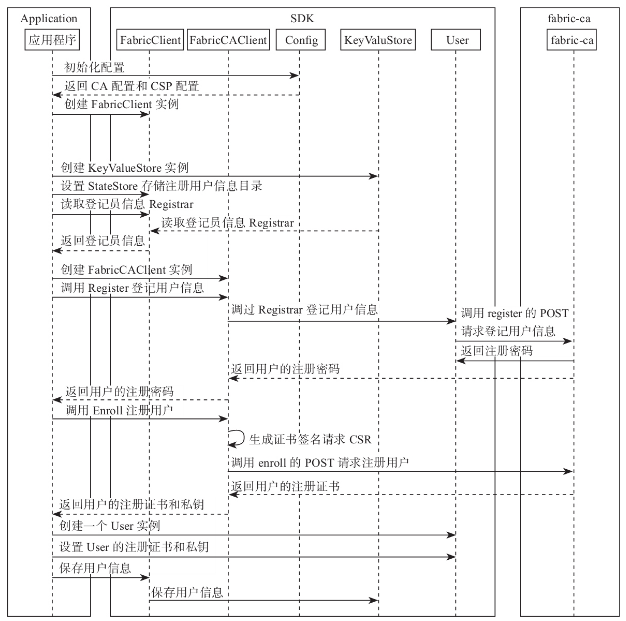 Application
SDK
fabric-ca
应用程序
FabricClient
FabricCAClient
Config
KeyValuStore
User
fabric-ca
初始化配置
返回 CA 配置和 CSP 配置
创建 FabricClient 实例
创建 KeyValueStore 实例
设置 StateStore 存储注册用户信息目录
读取登记员信息 Registrar
读取登记员信息 Registrar
返回登记员信息
创建 FabricCAClient 实例
调用 Register 登记用户信息
调过 Registrar 登记用户信息
调用 register 的 POST
请求登记用户信息
返回注册密码
返回用户的注册密码
返回用户的注册密码
调用 Enroll 注册用户
生成证书签名请求 CSR
调用 enroll 的 POST 请求注册用户
返回用户的注册证书
返回用户的注册证书和私钥
创建一个 User 实例
设置 User 的注册证书和私钥
保存用户信息
保存用户信息